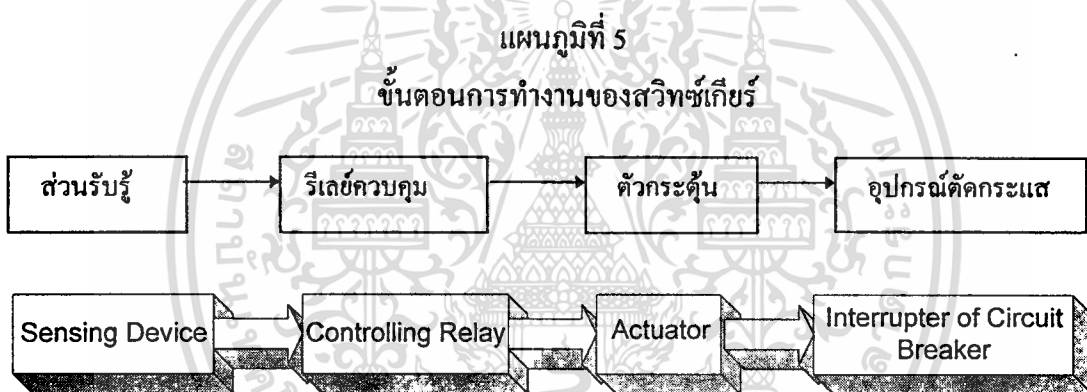 แผนภูมิที่ 5
ขั้นตอนการทำงานของสวิทซ์เกียร์
ส่วนรับรู้
รีเลย์ควบคุม
ตัวกระตุ้น
อุปกรณ์ตัดกระแส
Sensing Device
Controlling Relay
Actuator
Interrupter of Circuit
Breaker